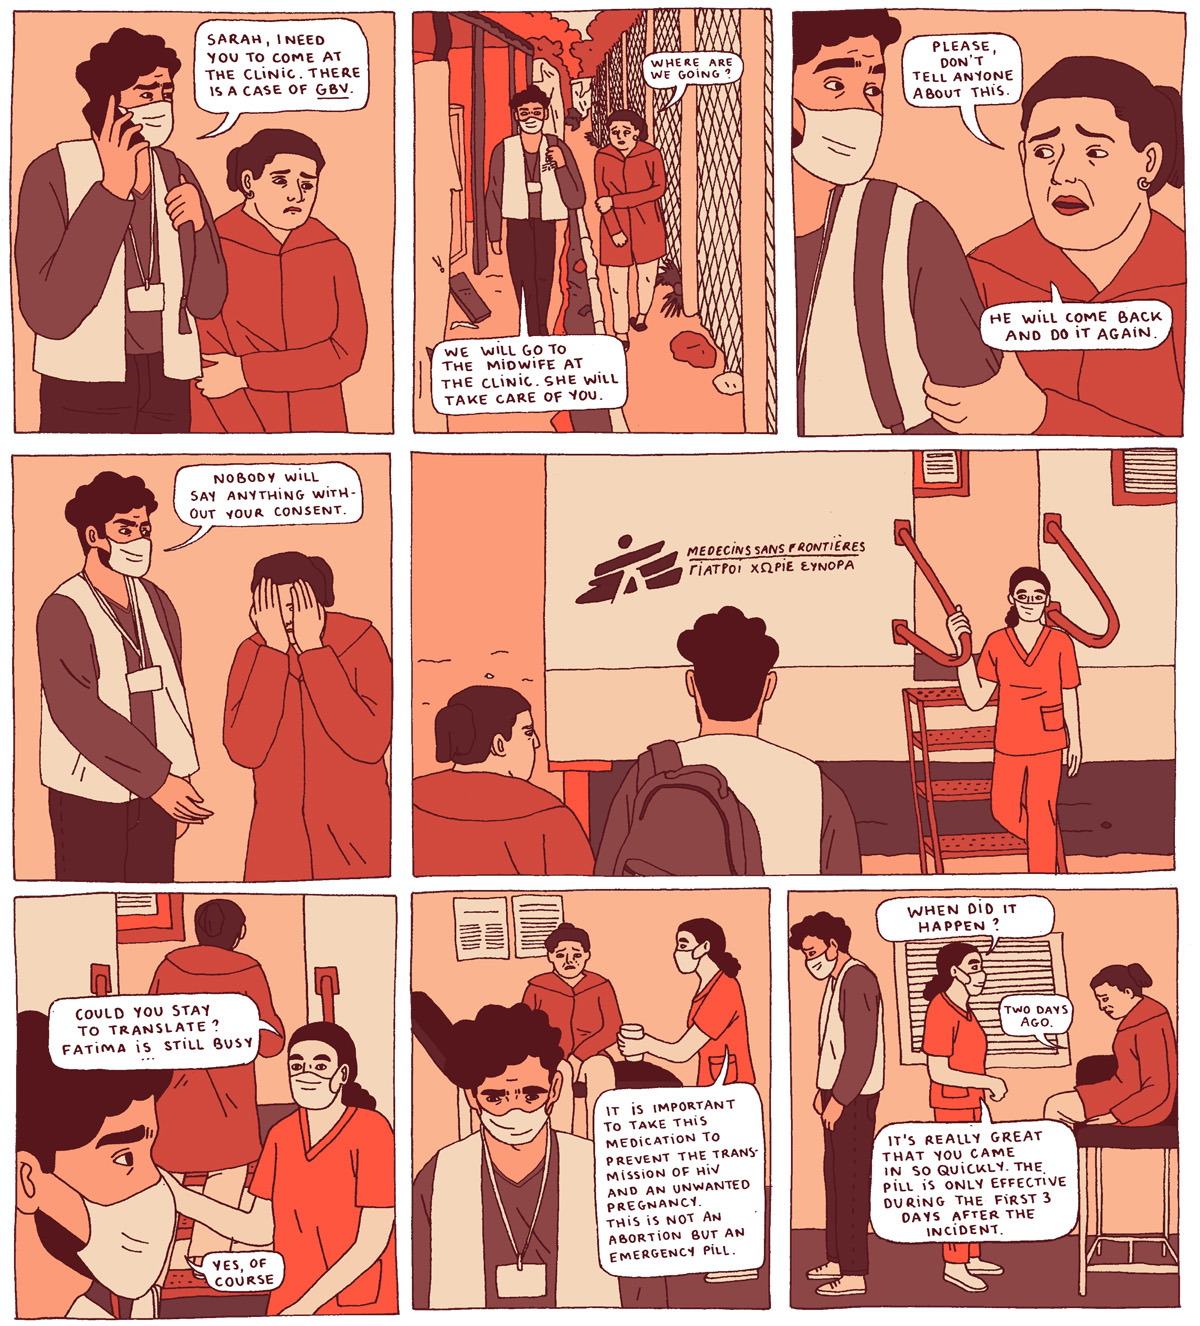 SARAH, I NEED
YOU TO COME AT
THE CLINIC. THERE
IS A CASE OF GBV.
WHERE ARE
WE GOING?
WE WILL GO TO
THE MIDWIFE AT
THE CLINIC. SHE WILL
TAKE CARE OF YOU.
PLEASE,
DON'T
TELL ANYONE
ABOUT THIS.
HE WILL COME BACK
AND DO IT AGAIN.
NOBODY WILL
SAY ANYTHING WITH-
OUT YOUR CONSENT.
MEDECINS SANS FRONTIÈRES
ΓΙΑΤΡΟΙ ΧΩΡΙΣ ΣΥΝΟΡΑ
COULD YOU STAY
TO TRANSLATE?
FATIMA IS STILL BUSY
...
YES, OF
COURSE
IT IS IMPORTANT
TO TAKE THIS
MEDICATION TO
PREVENT THE TRANS-
MISSION OF HIV
AND AN UNWANTED
PREGNANCY.
THIS IS NOT AN
ABORTION BUT AN
EMERGENCY PILL.
WHEN DID IT
HAPPEN?
TWO DAYS
AGO.
IT'S REALLY GREAT
THAT YOU CAME
IN SO QUICKLY. THE
PILL IS ONLY EFFECTIVE
DURING THE FIRST 3
DAYS AFTER THE
INCIDENT.